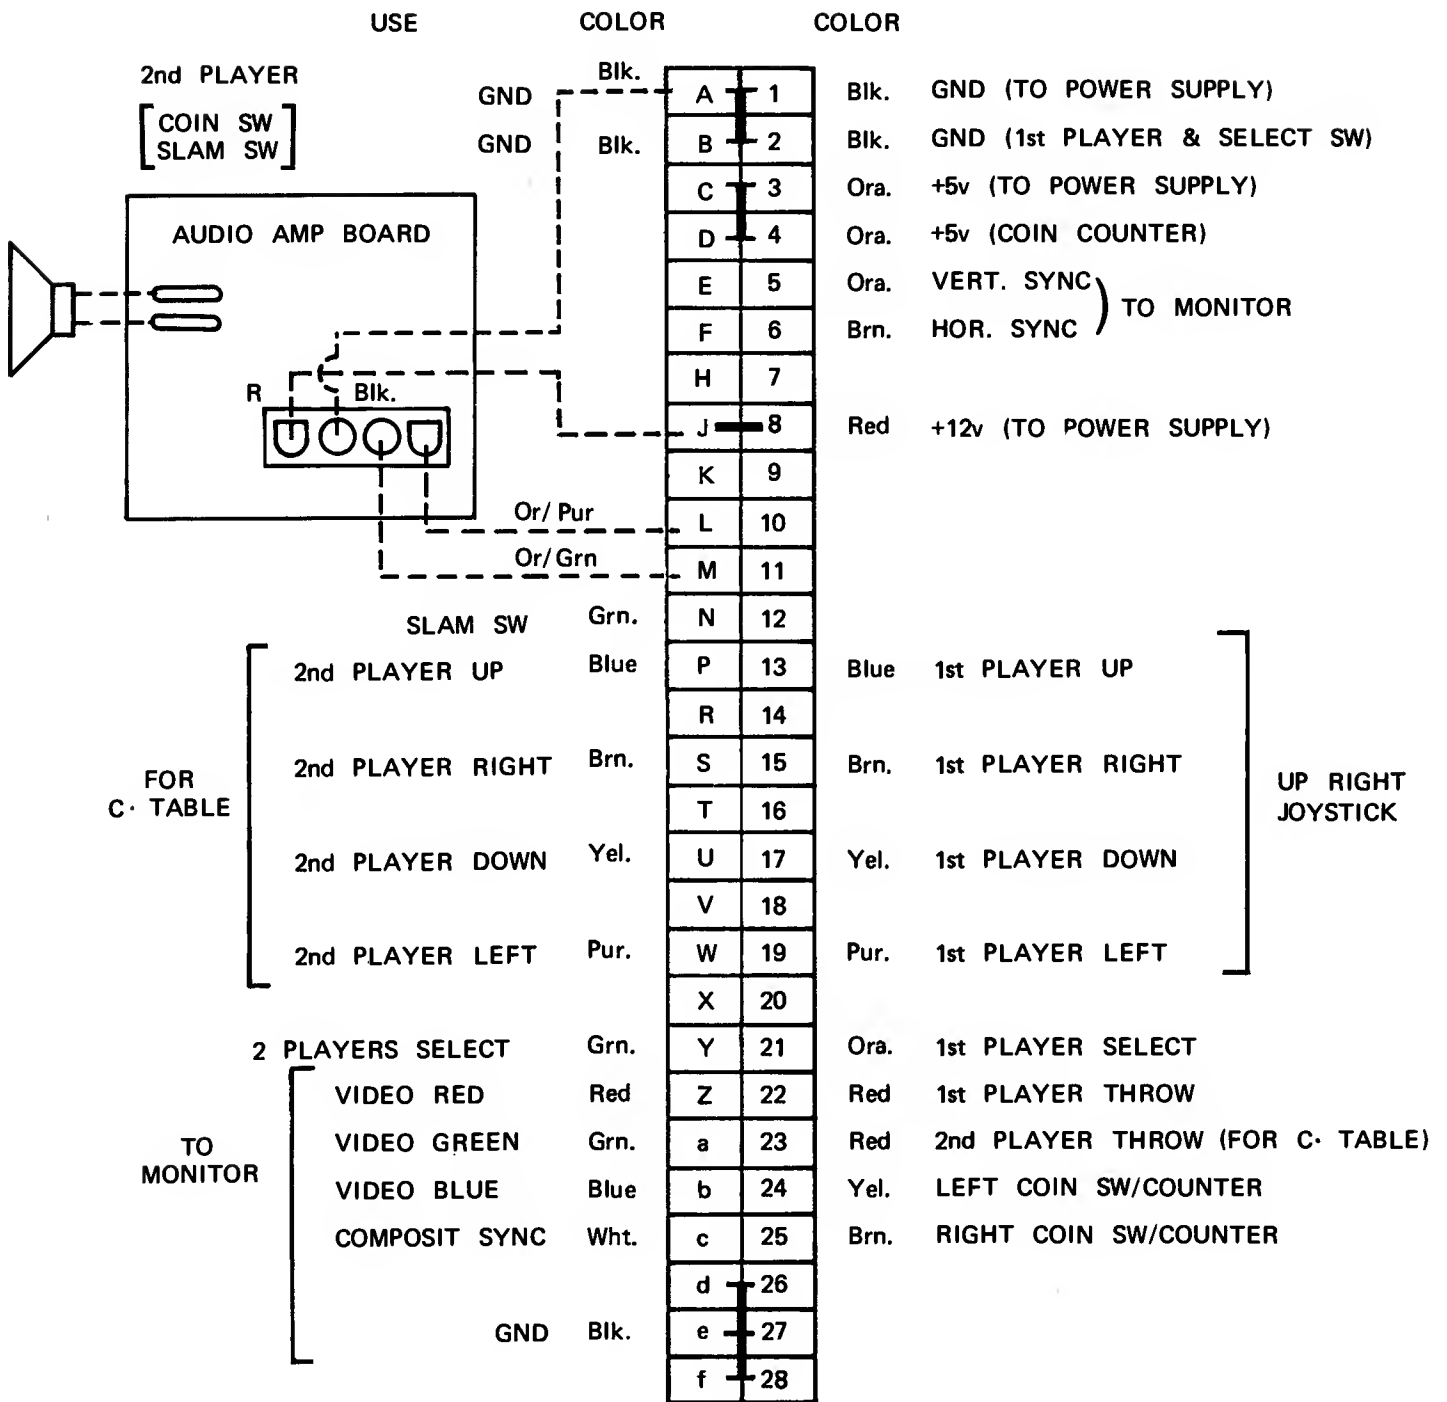 USE COLOR COLOR
2nd PLAYER
COIN SW
SLAM SW
GND Blk. A 1 Blk. GND (TO POWER SUPPLY)
GND Blk. B 2 Blk. GND (1st PLAYER & SELECT SW)
C 3 Ora. +5v (TO POWER SUPPLY)
AUDIO AMP BOARD
D 4 Ora. +5v (COIN COUNTER)
E 5 Ora. VERT. SYNC
TO MONITOR
F 6 Brn. HOR. SYNC
H 7
R Blk.
J 8 Red +12v (TO POWER SUPPLY)
K 9
Or/Pur L 10
Or/Grn M 11
SLAM SW Grn. N 12
2nd PLAYER UP Blue P 13 Blue 1st PLAYER UP
R 14
2nd PLAYER RIGHT Brn. S 15 Brn. 1st PLAYER RIGHT
FOR
C· TABLE
UP RIGHT
JOYSTICK
T 16
2nd PLAYER DOWN Yel. U 17 Yel. 1st PLAYER DOWN
V 18
2nd PLAYER LEFT Pur. W 19 Pur. 1st PLAYER LEFT
X 20
2 PLAYERS SELECT Grn. Y 21 Ora. 1st PLAYER SELECT
VIDEO RED Red Z 22 Red 1st PLAYER THROW
VIDEO GREEN Grn. a 23 Red 2nd PLAYER THROW (FOR C· TABLE)
TO
MONITOR
VIDEO BLUE Blue b 24 Yel. LEFT COIN SW/COUNTER
COMPOSIT SYNC Wht. c 25 Brn. RIGHT COIN SW/COUNTER
d 26
GND Blk. e 27
f 28